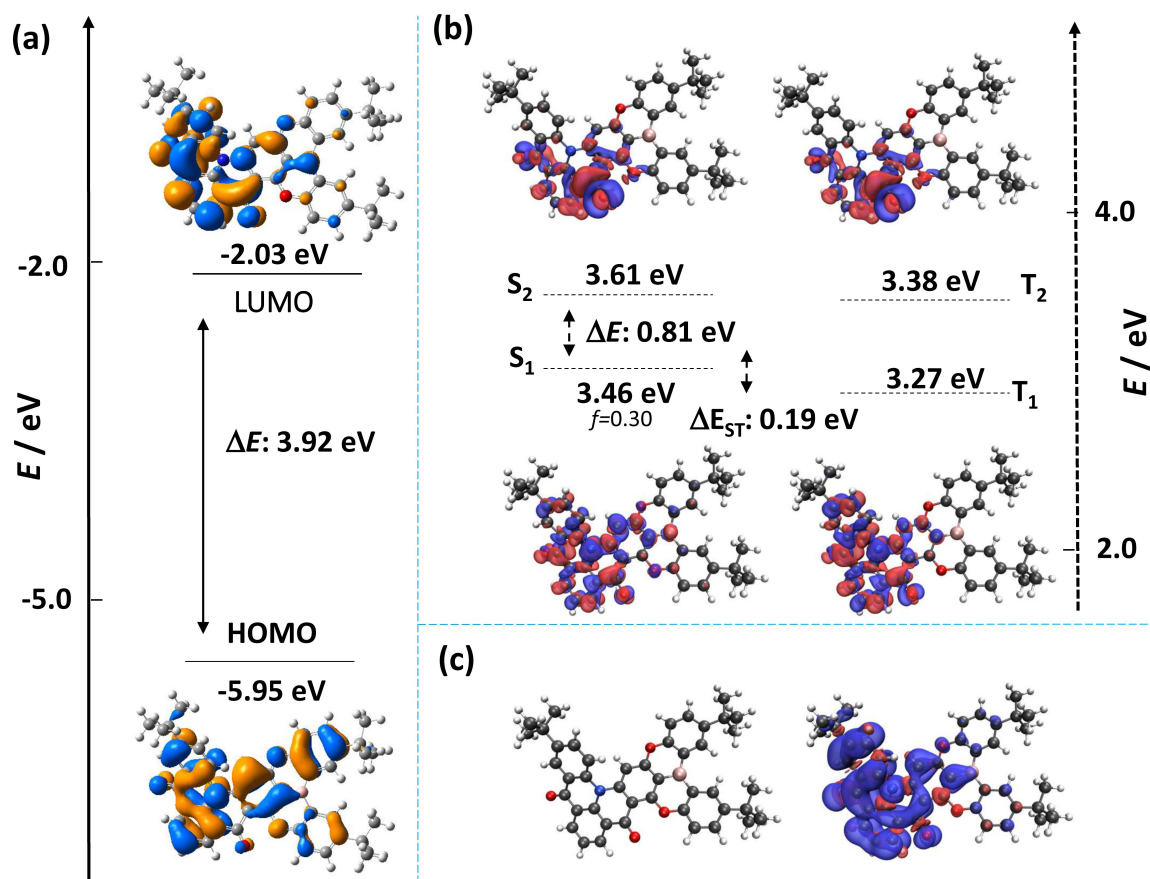 (a)
-2.03 eV
-2.0
LUMO
E / eV
ΔE: 3.92 eV
-5.0
HOMO
-5.95 eV
(b)
4.0
S2
3.61 eV
3.38 eV
T2
ΔE: 0.81 eV
E / eV
S1
3.46 eV
f=0.30
3.27 eV
T1
ΔEST: 0.19 eV
2.0
(c)